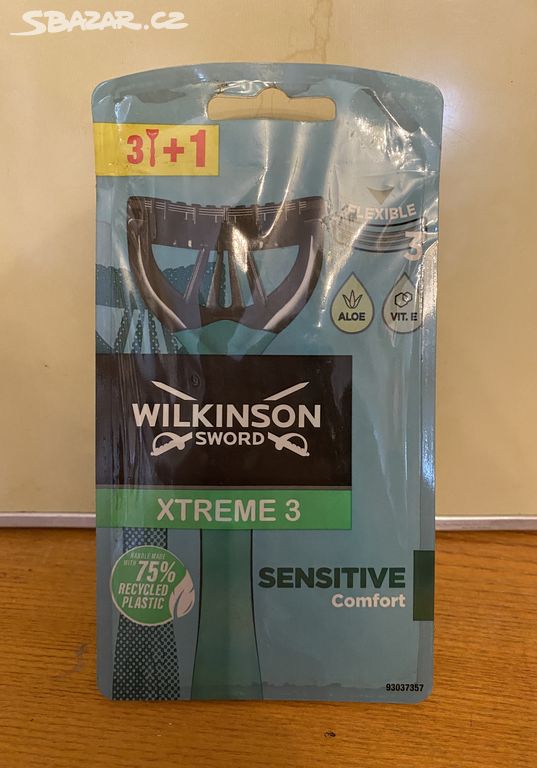 SBAZAR.CZ
3+1
FLEXIBLE
3
ALOE
VIT. E
WILKINSON
SWORD
XTREME 3
HANDLE MADE
WITH 75%
RECYCLED
PLASTIC
SENSITIVE
Comfort
93037357